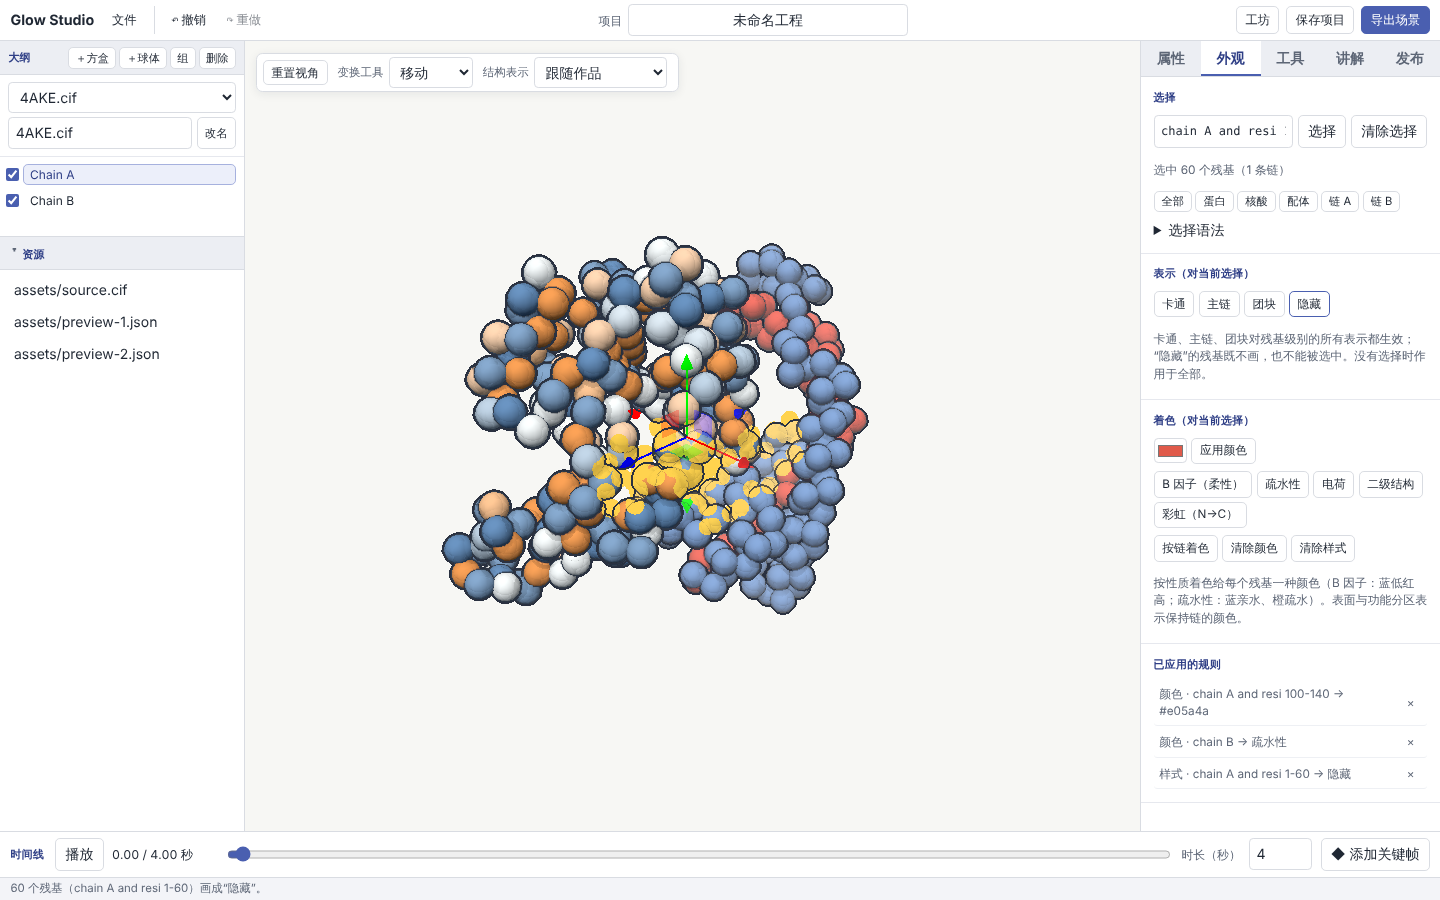 Glow Studio 文件 ↶ 撤销 ↷ 重做 项目 未命名工程 工坊 保存项目 导出场景
大纲 ＋方盒 ＋球体 组 删除
4AKE.cif
4AKE.cif 改名
Chain A
Chain B
资源
assets/source.cif
assets/preview-1.json
assets/preview-2.json
重置视角 变换工具 移动 结构表示 跟随作品
属性 外观 工具 讲解 发布
选择
chain A and resi 选择 清除选择
选中 60 个残基（1 条链）
全部 蛋白 核酸 配体 链 A 链 B
▶ 选择语法
表示（对当前选择）
卡通 主链 团块 隐藏
卡通、主链、团块对残基级别的所有表示都生效；
“隐藏”的残基既不画，也不能被选中。没有选择时作
用于全部。
着色（对当前选择）
应用颜色
B 因子（柔性） 疏水性 电荷 二级结构
彩虹（N→C）
按链着色 清除颜色 清除样式
按性质着色给每个残基一种颜色（B 因子：蓝低红
高；疏水性：蓝亲水、橙疏水）。表面与功能分区表
示保持链的颜色。
已应用的规则
颜色 · chain A and resi 100-140 →
#e05a4a ×
颜色 · chain B → 疏水性 ×
样式 · chain A and resi 1-60 → 隐藏 ×
时间线 播放 0.00 / 4.00 秒 时长（秒） 4 ◆ 添加关键帧
60 个残基（chain A and resi 1-60）画成“隐藏”。